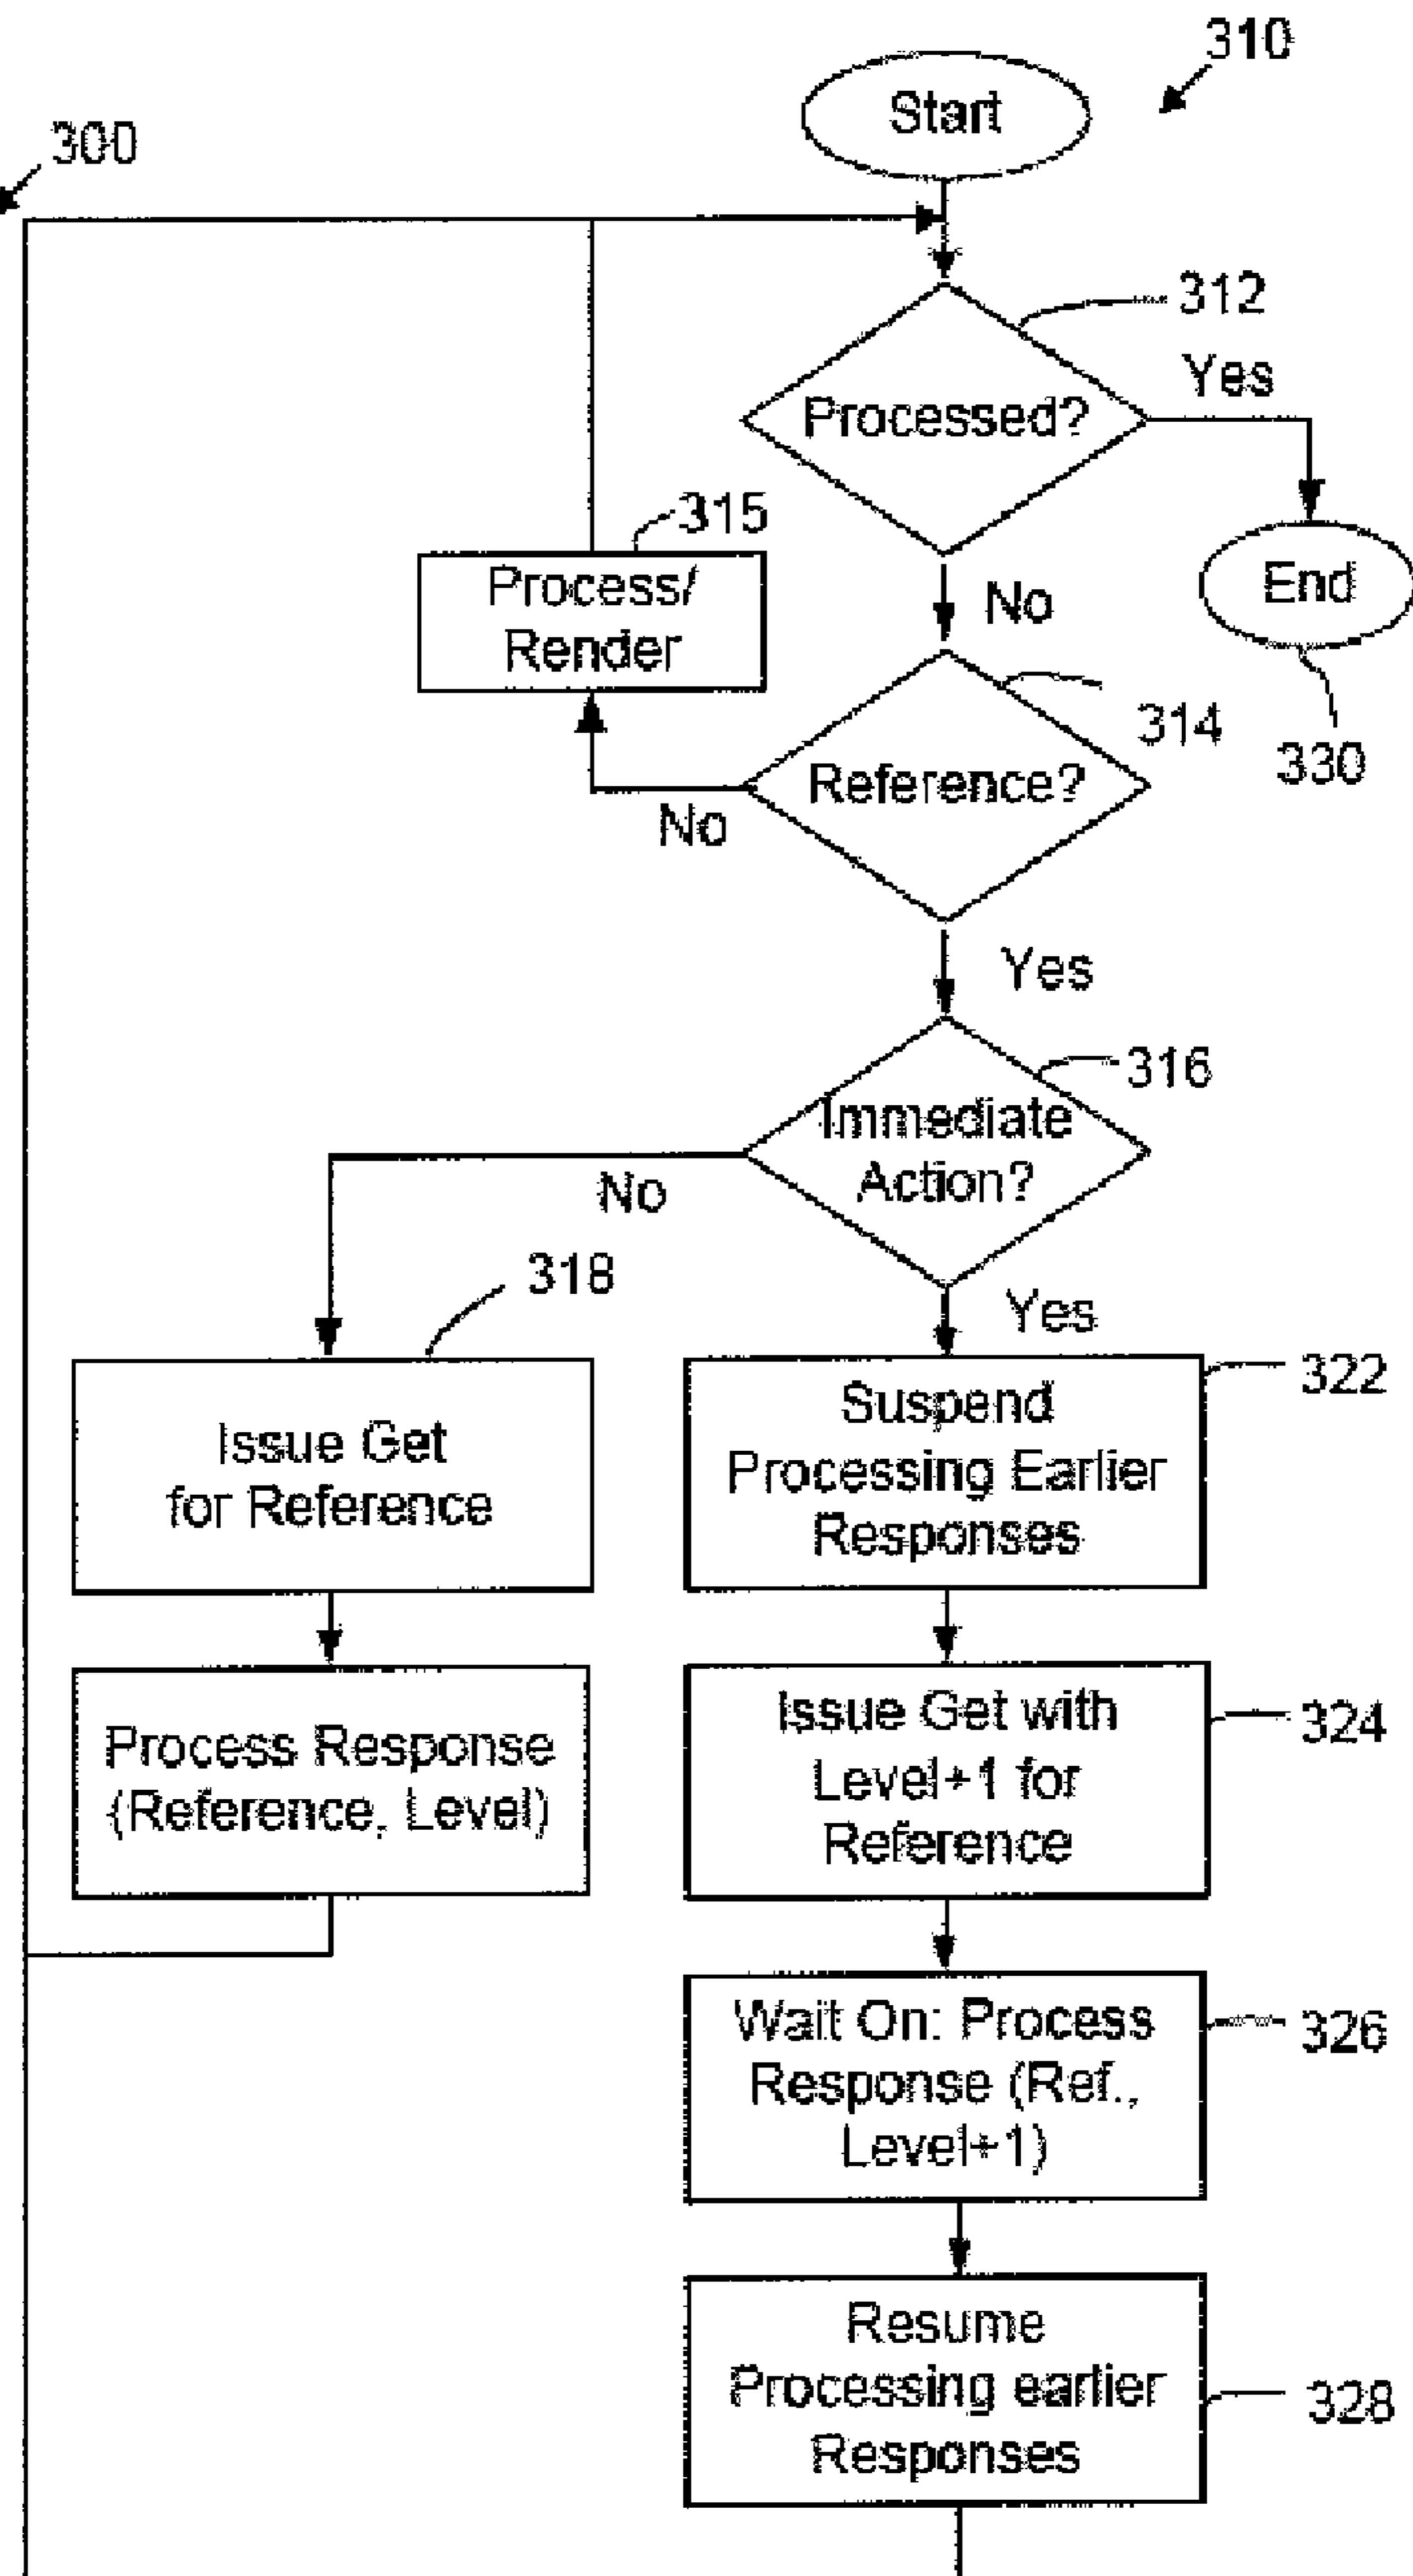 310
Start
300
312
Yes
Processed?
315
Process/
Render
No
End
314
330
Reference?
No
Yes
316
Immediate
Action?
No
318
Yes
322
Issue Get
for Reference
Suspend
Processing Earlier
Responses
Process Response
(Reference, Level)
Issue Get with
Level+1 for
Reference
324
Wait On: Process
Response (Ref.,
Level+1)
326
Resume
Processing earlier
Responses
328